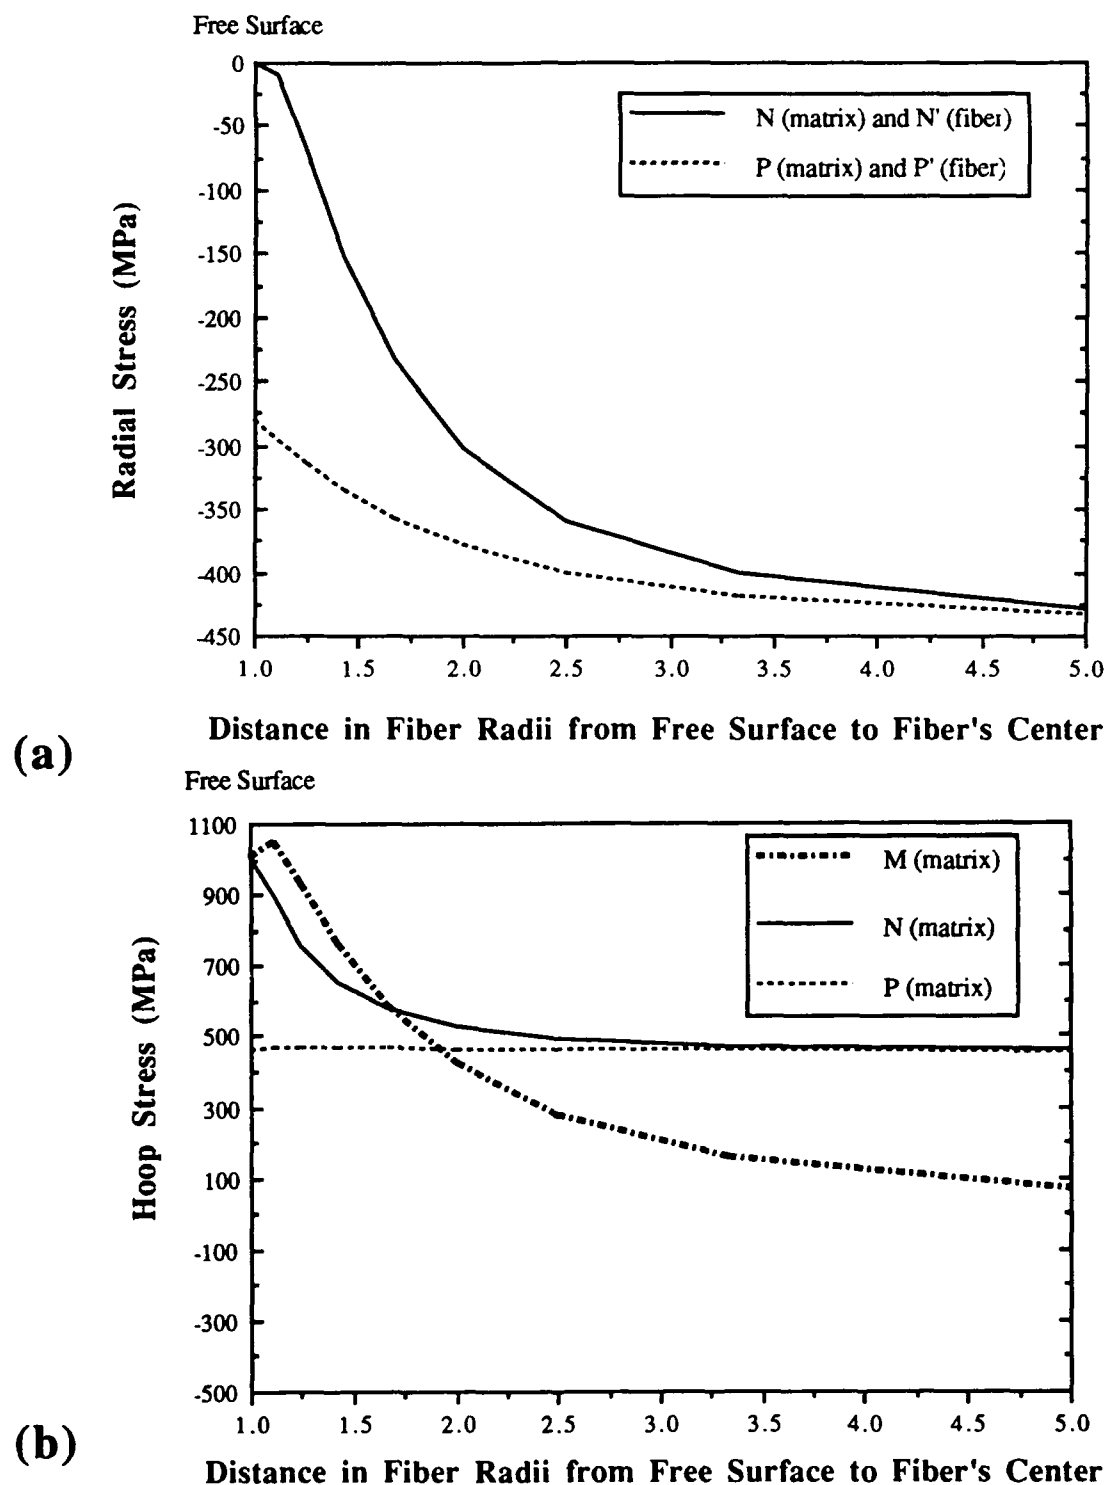 Free Surface
0
-50
-100
-150
-200
-250
-300
-350
-400
-450
Radial Stress (MPa)
N (matrix) and N' (fiber)
P (matrix) and P' (fiber)
1.0 1.5 2.0 2.5 3.0 3.5 4.0 4.5 5.0
Distance in Fiber Radii from Free Surface to Fiber's Center
(a)
Free Surface
1100
900
700
500
300
100
-100
-300
-500
Hoop Stress (MPa)
M (matrix)
N (matrix)
P (matrix)
1.0 1.5 2.0 2.5 3.0 3.5 4.0 4.5 5.0
(b)
Distance in Fiber Radii from Free Surface to Fiber's Center